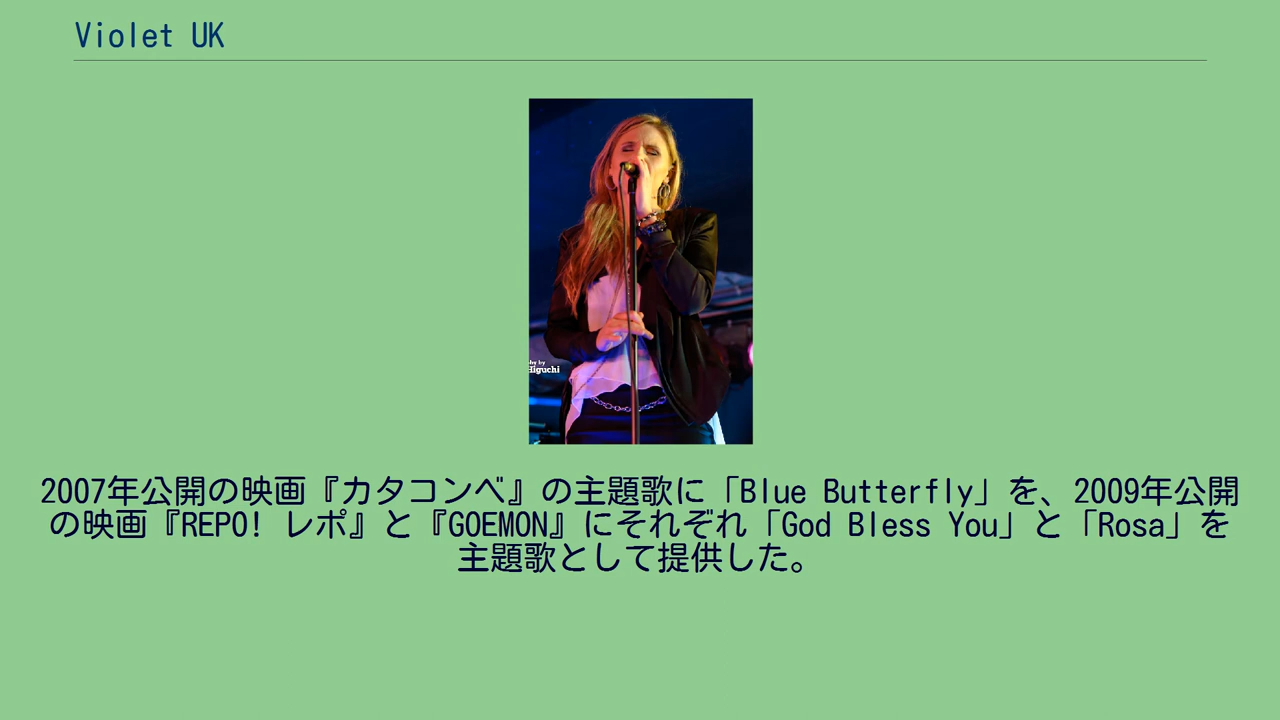 Violet UK
hy by
Higuchi
2007年公開の映画『カタコンベ』の主題歌に「Blue Butterfly」を、2009年公開
の映画『REPO! レポ』と『GOEMON』にそれぞれ「God Bless You」と「Rosa」を
主題歌として提供した。